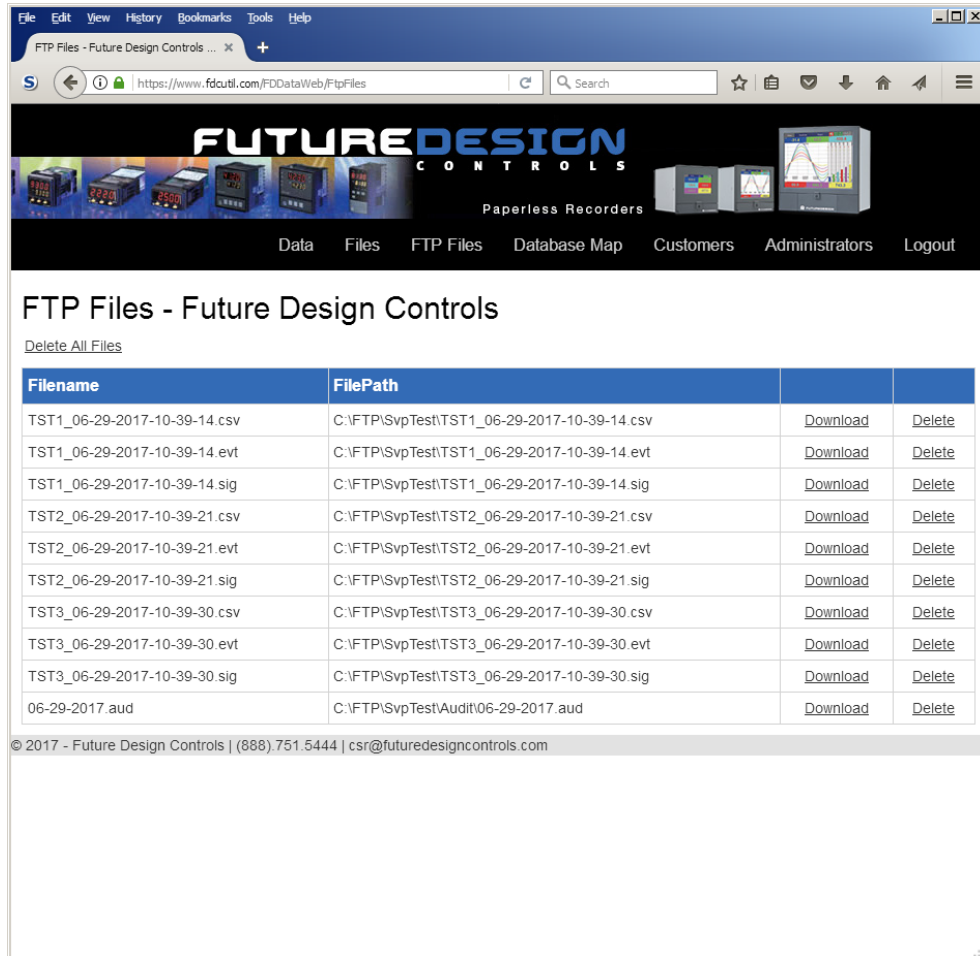 File Edit View History Bookmarks Tools Help
FTP Files - Future Design Controls ...
https://www.fdcutil.com/FDDataWeb/FtpFiles
Search
FUTUREDESIGN
CONTROLS
Paperless Recorders
Data Files FTP Files Database Map Customers Administrators Logout
FTP Files - Future Design Controls
Delete All Files
Filename FilePath
TST1_06-29-2017-10-39-14.csv C:\FTP\SvpTest\TST1_06-29-2017-10-39-14.csv Download Delete
TST1_06-29-2017-10-39-14.evt C:\FTP\SvpTest\TST1_06-29-2017-10-39-14.evt Download Delete
TST1_06-29-2017-10-39-14.sig C:\FTP\SvpTest\TST1_06-29-2017-10-39-14.sig Download Delete
TST2_06-29-2017-10-39-21.csv C:\FTP\SvpTest\TST2_06-29-2017-10-39-21.csv Download Delete
TST2_06-29-2017-10-39-21.evt C:\FTP\SvpTest\TST2_06-29-2017-10-39-21.evt Download Delete
TST2_06-29-2017-10-39-21.sig C:\FTP\SvpTest\TST2_06-29-2017-10-39-21.sig Download Delete
TST3_06-29-2017-10-39-30.csv C:\FTP\SvpTest\TST3_06-29-2017-10-39-30.csv Download Delete
TST3_06-29-2017-10-39-30.evt C:\FTP\SvpTest\TST3_06-29-2017-10-39-30.evt Download Delete
TST3_06-29-2017-10-39-30.sig C:\FTP\SvpTest\TST3_06-29-2017-10-39-30.sig Download Delete
06-29-2017.aud C:\FTP\SvpTest\Audit\06-29-2017.aud Download Delete
© 2017 - Future Design Controls | (888).751.5444 | csr@futuredesigncontrols.com